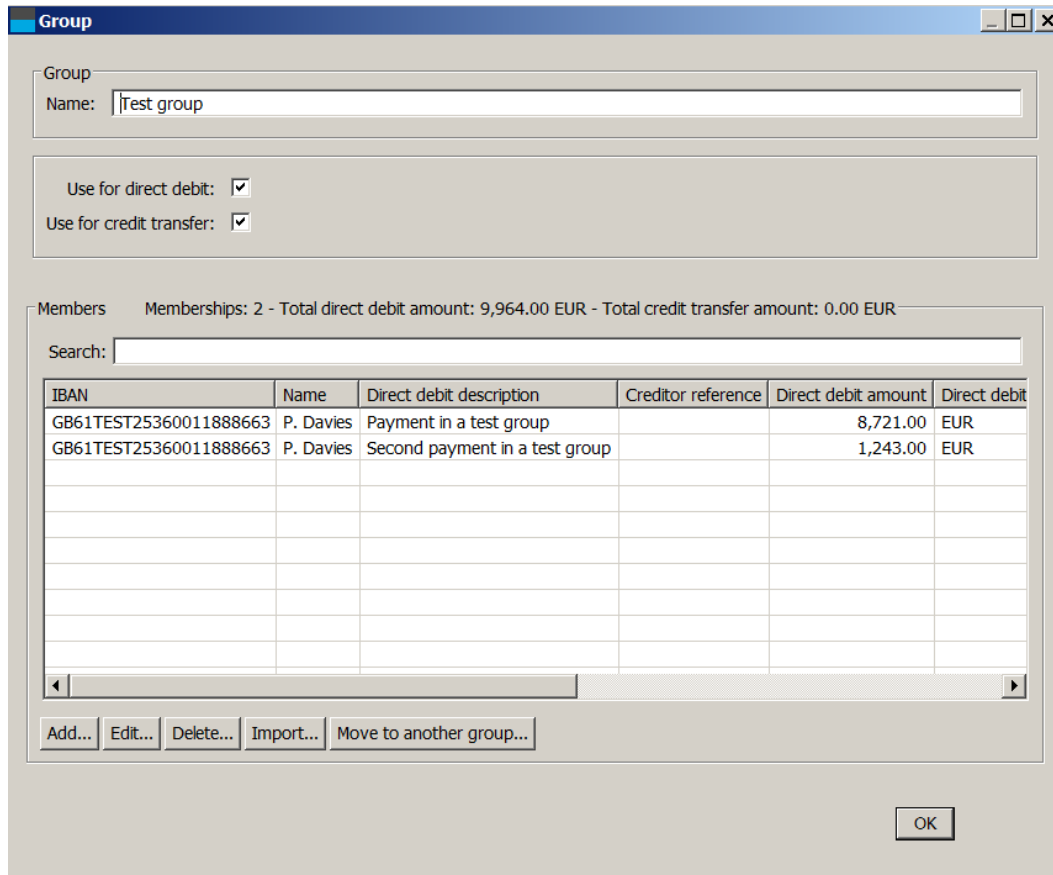 Group
Group
Name: Test group
Use for direct debit:
Use for credit transfer:
Members Memberships: 2 - Total direct debit amount: 9,964.00 EUR - Total credit transfer amount: 0.00 EUR
Search:
IBAN Name Direct debit description Creditor reference Direct debit amount Direct debit
GB61TEST25360011888663 P. Davies Payment in a test group 8,721.00 EUR
GB61TEST25360011888663 P. Davies Second payment in a test group 1,243.00 EUR
Add... Edit... Delete... Import... Move to another group...
OK